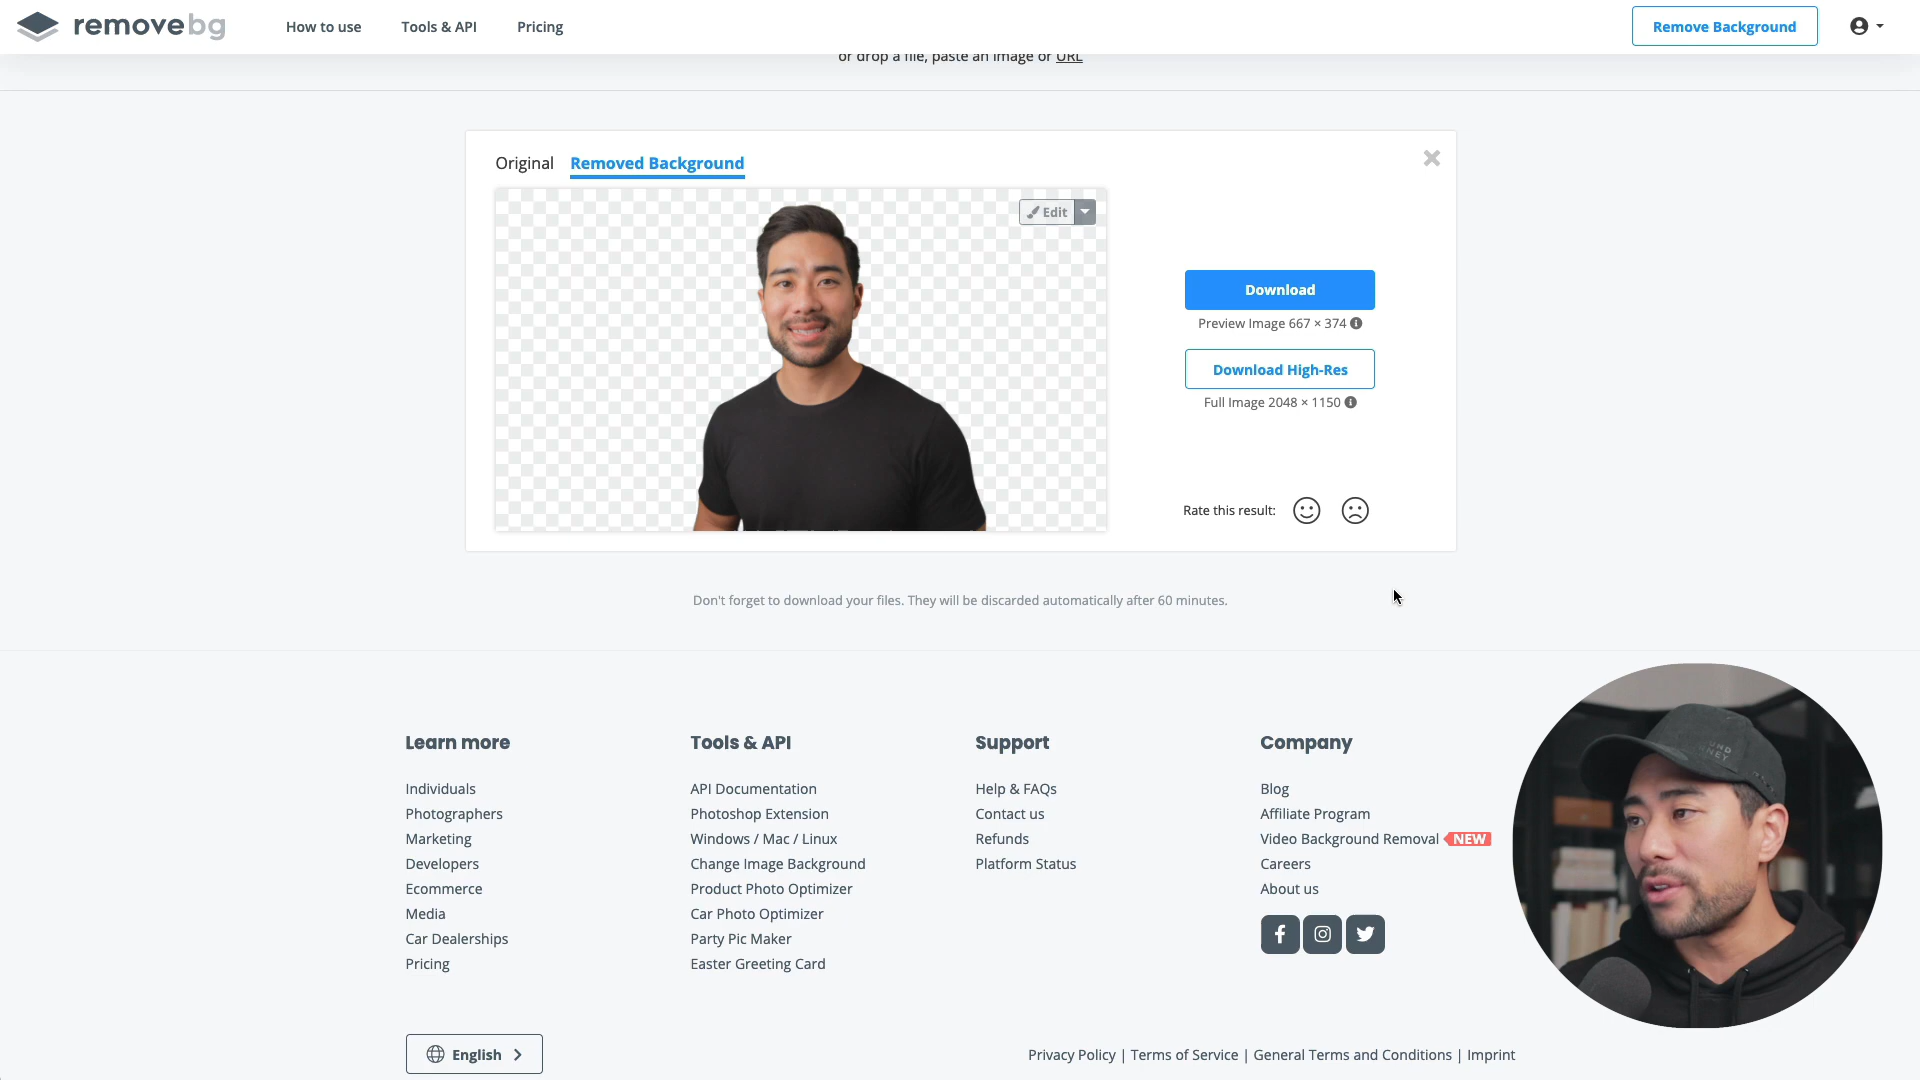 removebg
How to use
Tools & API
Pricing
Remove Background
or drop a file, paste an image or URL
Original
Removed Background
Edit
Download
Preview Image 667 × 374
Download High-Res
Full Image 2048 × 1150
Rate this result:
Don't forget to download your files. They will be discarded automatically after 60 minutes.
Learn more
Individuals
Photographers
Marketing
Developers
Ecommerce
Media
Car Dealerships
Pricing
Tools & API
API Documentation
Photoshop Extension
Windows / Mac / Linux
Change Image Background
Product Photo Optimizer
Car Photo Optimizer
Party Pic Maker
Easter Greeting Card
Support
Help & FAQs
Contact us
Refunds
Platform Status
Company
Blog
Affiliate Program
Video Background Removal NEW
Careers
About us
English
Privacy Policy | Terms of Service | General Terms and Conditions | Imprint